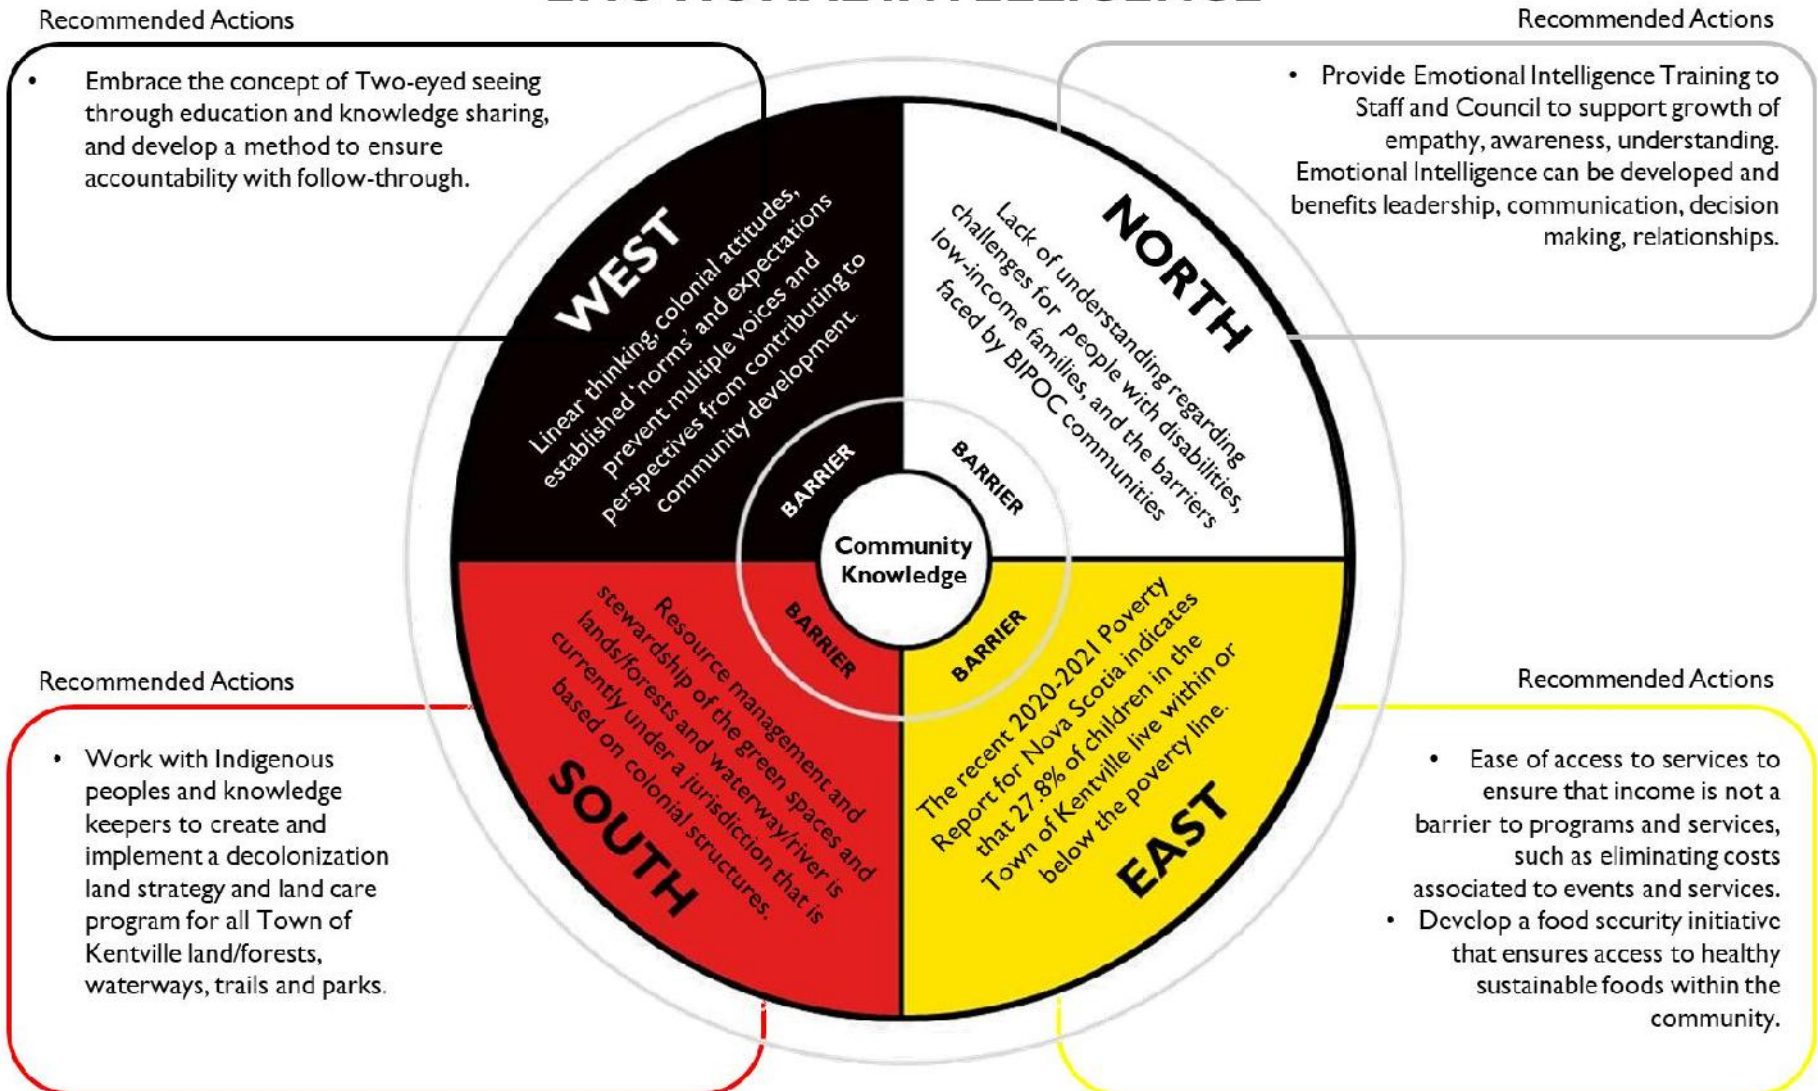 Recommended Actions
• Embrace the concept of Two-eyed seeing
through education and knowledge sharing,
and develop a method to ensure
accountability with follow-through.
Recommended Actions
• Provide Emotional Intelligence Training to
Staff and Council to support growth of
empathy, awareness, understanding.
Emotional Intelligence can be developed and
benefits leadership, communication, decision
making, relationships.
WEST
Linear thinking, colonial attitudes,
established ‘norms’ and expectations
prevent multiple voices and
perspectives from contributing to
community development.
BARRIER
NORTH
Lack of understanding regarding
challenges for people with disabilities,
low-income families, and the barriers
faced by BIPOC communities
BARRIER
Community
Knowledge
BARRIER
Resource management and
stewardship of the green spaces and
lands/forests and waterway/river is
currently under a jurisdiction that is
based on colonial structures.
SOUTH
BARRIER
The recent 2020-2021 Poverty
Report for Nova Scotia indicates
that 27.8% of children in the
Town of Kentville live within or
below the poverty line.
EAST
Recommended Actions
• Work with Indigenous
peoples and knowledge
keepers to create and
implement a decolonization
land strategy and land care
program for all Town of
Kentville land/forests,
waterways, trails and parks.
Recommended Actions
• Ease of access to services to
ensure that income is not a
barrier to programs and services,
such as eliminating costs
associated to events and services.
• Develop a food security initiative
that ensures access to healthy
sustainable foods within the
community.